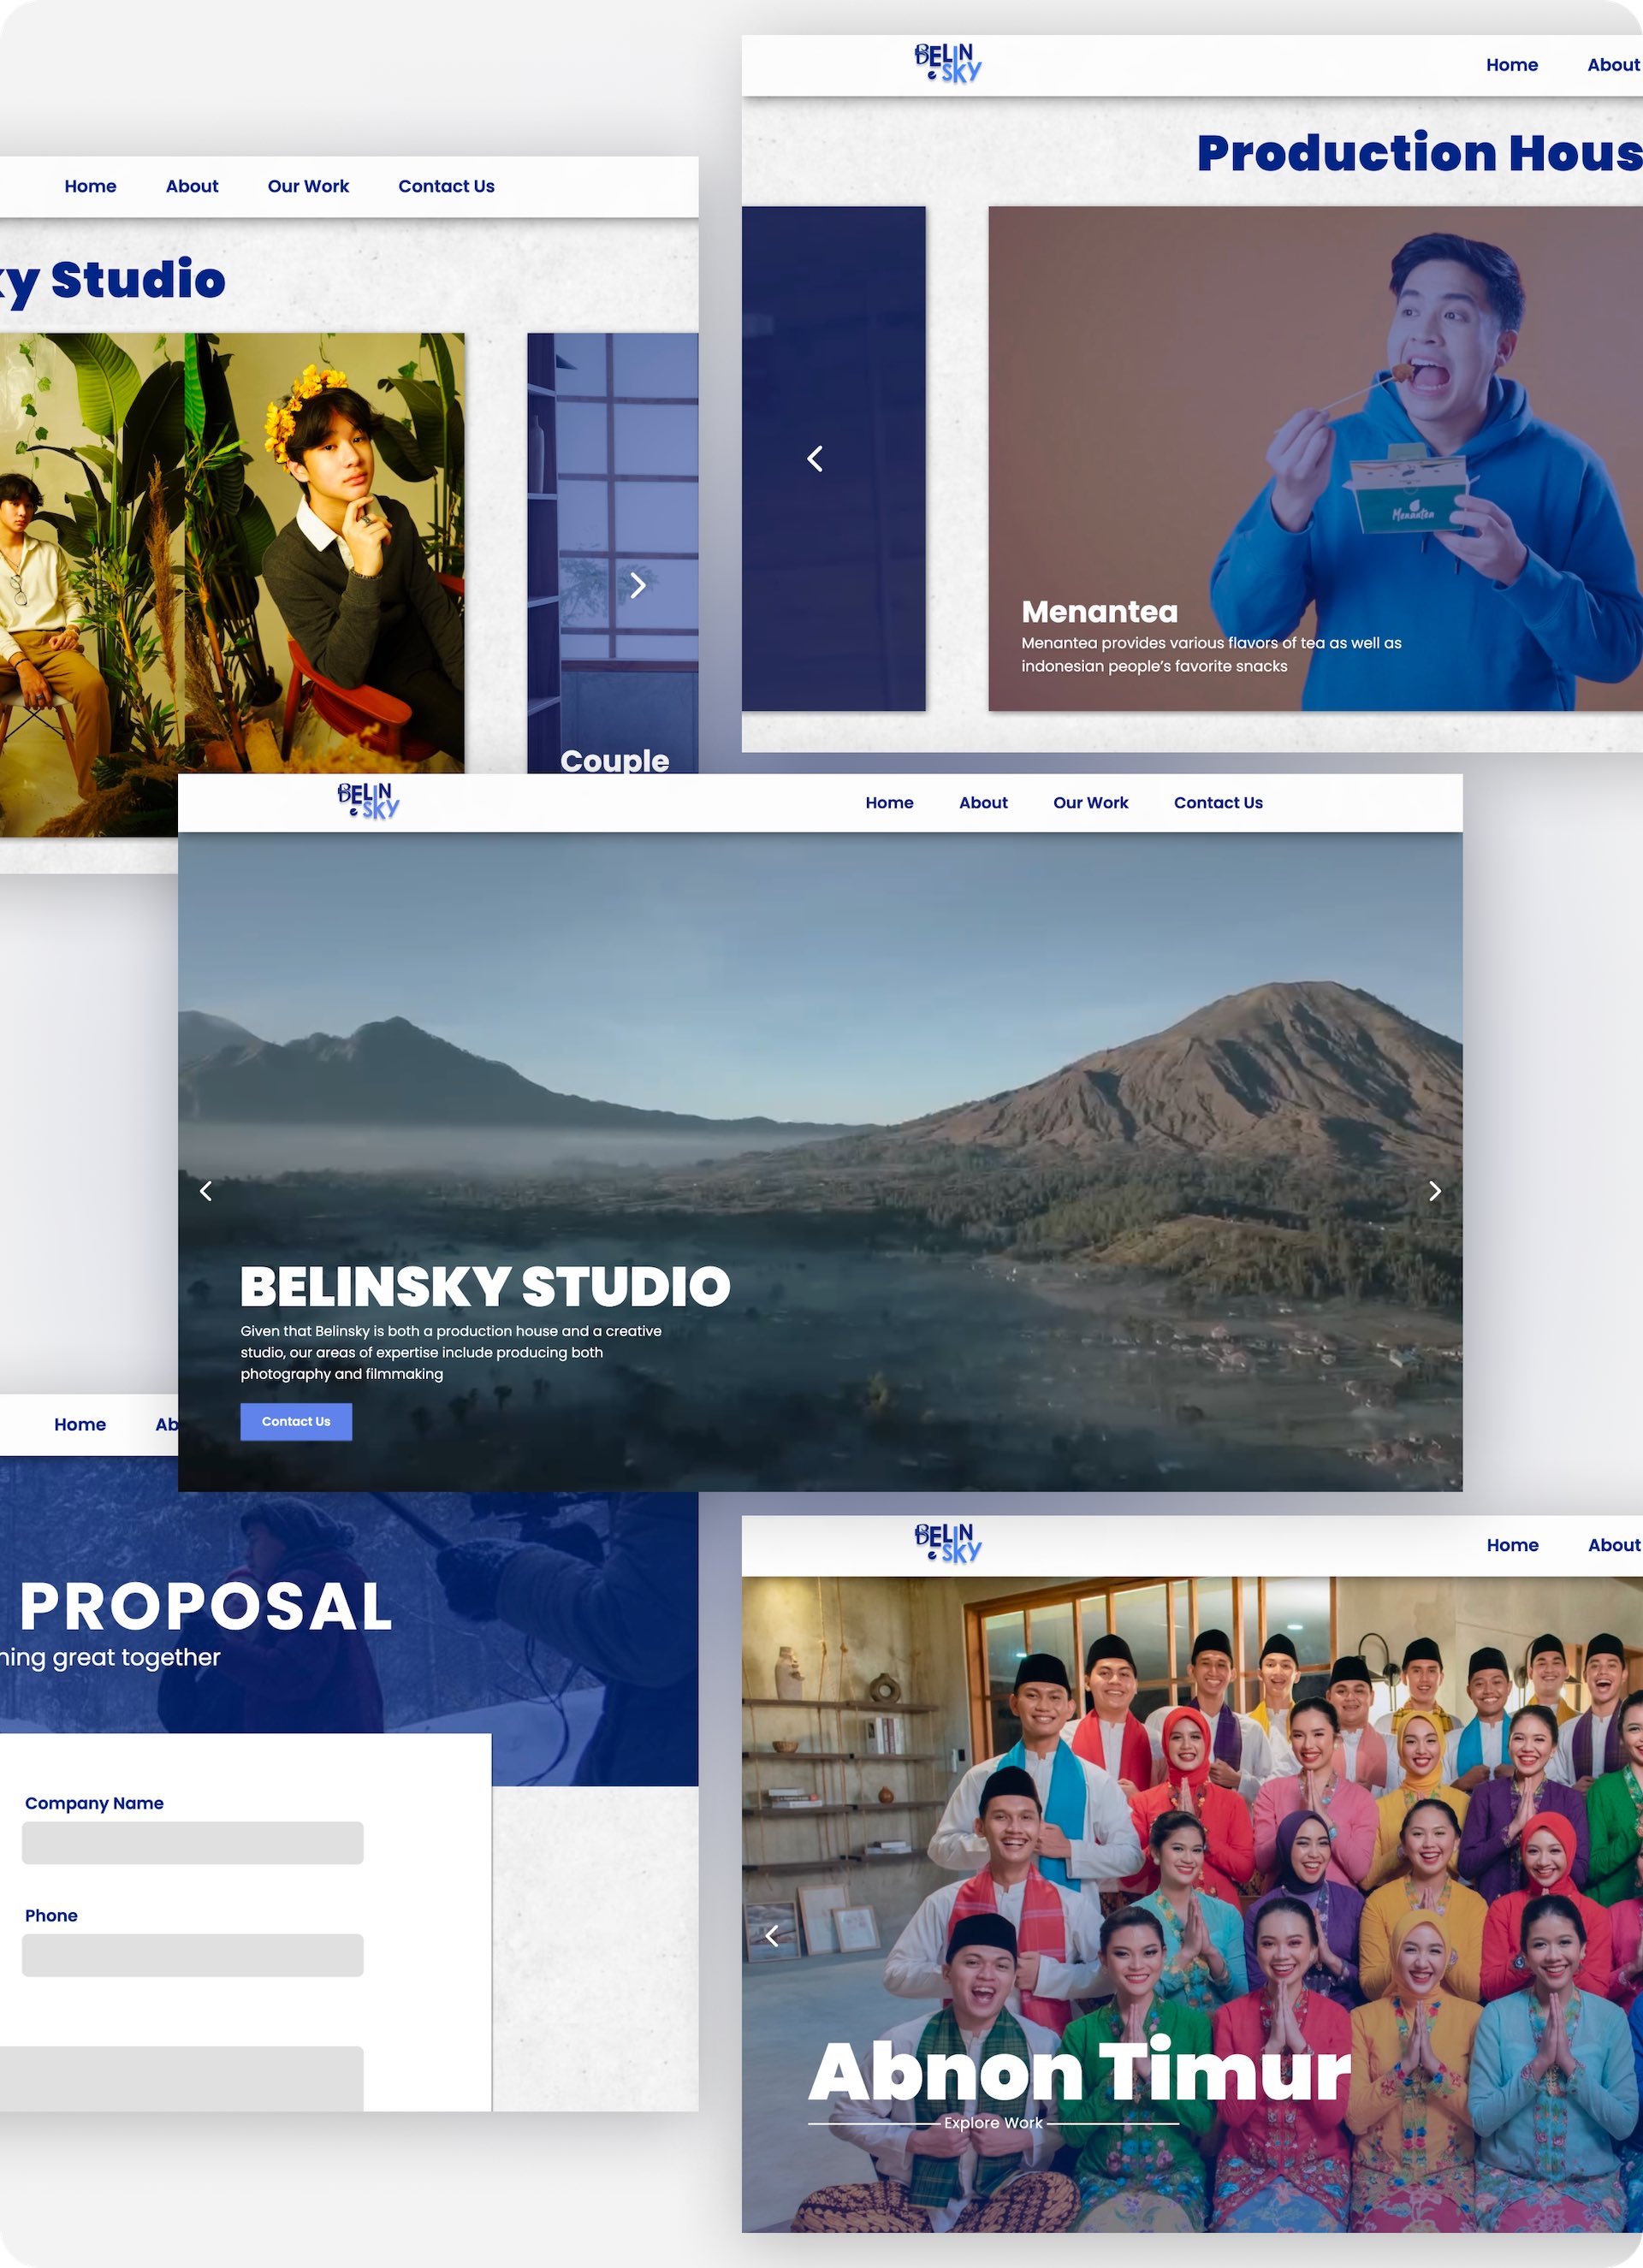 BELIN
SKY
Home About
Production Hous
Menantea
Menantea
Menantea provides various flavors of tea as well as
indonesian people's favorite snacks
Home About Our Work Contact Us
ky Studio
Couple
BELIN
SKY
Home About Our Work Contact Us
BELINSKY STUDIO
Given that Belinsky is both a production house and a creative
studio, our areas of expertise include producing both
photography and filmmaking
Contact Us
Home Ab
PROPOSAL
ning great together
Company Name
Phone
BELIN
SKY
Home About
Abnon Timur
Explore Work